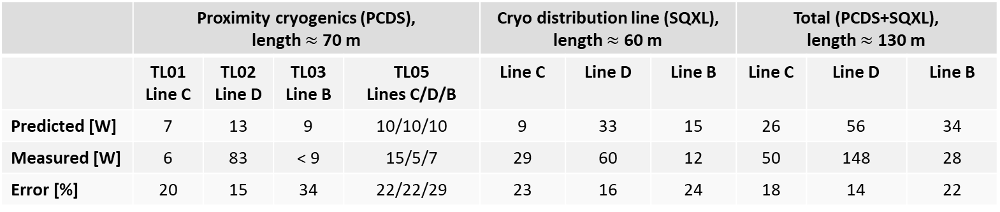 Proximity cryogenics (PCDS), length ≈ 70 m Cryo distribution line (SQXL), length ≈ 60 m Total (PCDS+SQXL), length ≈ 130 m
TL01 Line C TL02 Line D TL03 Line B TL05 Lines C/D/B Line C Line D Line B Line C Line D Line B
Predicted [W] 7 13 9 10/10/10 9 33 15 26 56 34
Measured [W] 6 83 < 9 15/5/7 29 60 12 50 148 28
Error [%] 20 15 34 22/22/29 23 16 24 18 14 22